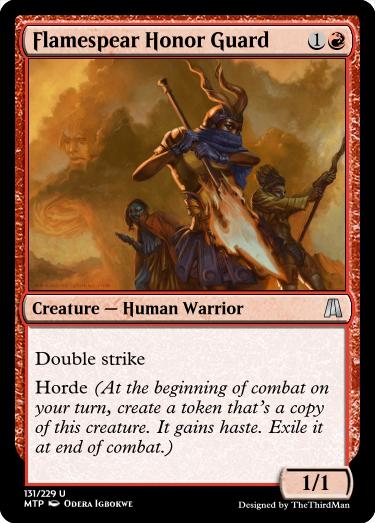 Flamespear Honor Guard 1
Creature — Human Warrior
Double strike
Horde (At the beginning of combat on
your turn, create a token that's a copy
of this creature. It gains haste. Exile it
at end of combat.)
1/1
131/229 U
MTP Odera Igbokwe
Designed by TheThirdMan